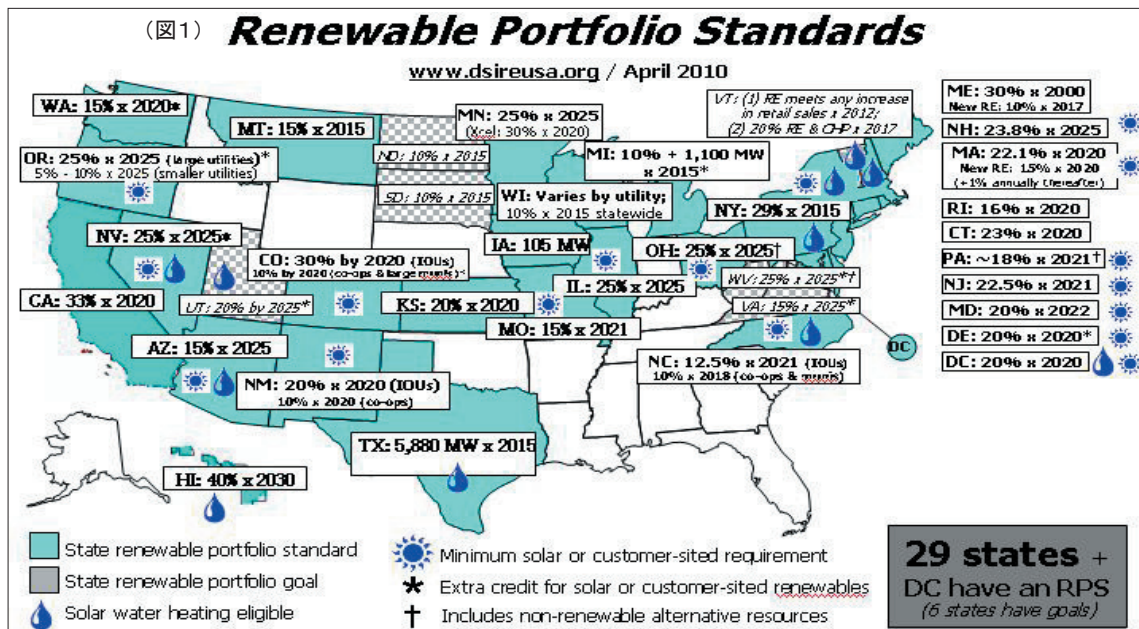 （図1） Renewable Portfolio Standards
www.dsireusa.org / April 2010
WA: 15% x 2020*
MT: 15% x 2015
MN: 25% x 2025
(Xcel: 30% x 2020)
VT: (1) RE meets any increase
in retail sales x 2012;
(2) 20% RE & CHP x 2017
ME: 30% x 2000
New RE: 10% x 2017
NH: 23.8% x 2025
MA: 22.1% x 2020
New RE: 15% x 2020
(+1% annually thereafter)
RI: 16% x 2020
CT: 23% x 2020
PA: ~18% x 2021†
NJ: 22.5% x 2021
MD: 20% x 2022
DE: 20% x 2020*
DC: 20% x 2020
OR: 25% x 2025 (large utilities)*
5% - 10% x 2025 (smaller utilities)
ND: 10% x 2015
SD: 10% x 2015
MI: 10% + 1,100 MW
x 2015*
WI: Varies by utility;
10% x 2015 statewide
NY: 29% x 2015
NV: 25% x 2025*
CO: 30% by 2020 (IOUs)
10% by 2020 (co-ops & large munis)*
IA: 105 MW
OH: 25% x 2025†
WV: 25% x 2025*†
CA: 33% x 2020
UT: 20% by 2025*
KS: 20% x 2020
IL: 25% x 2025
VA: 15% x 2025*
MO: 15% x 2021
AZ: 15% x 2025
DC
NC: 12.5% x 2021 (IOUs)
10% x 2018 (co-ops & munis)
NM: 20% x 2020 (IOUs)
10% x 2020 (co-ops)
TX: 5,880 MW x 2015
HI: 40% x 2030
State renewable portfolio standard
State renewable portfolio goal
Solar water heating eligible
Minimum solar or customer-sited requirement
* Extra credit for solar or customer-sited renewables
† Includes non-renewable alternative resources
29 states +
DC have an RPS
(6 states have goals)